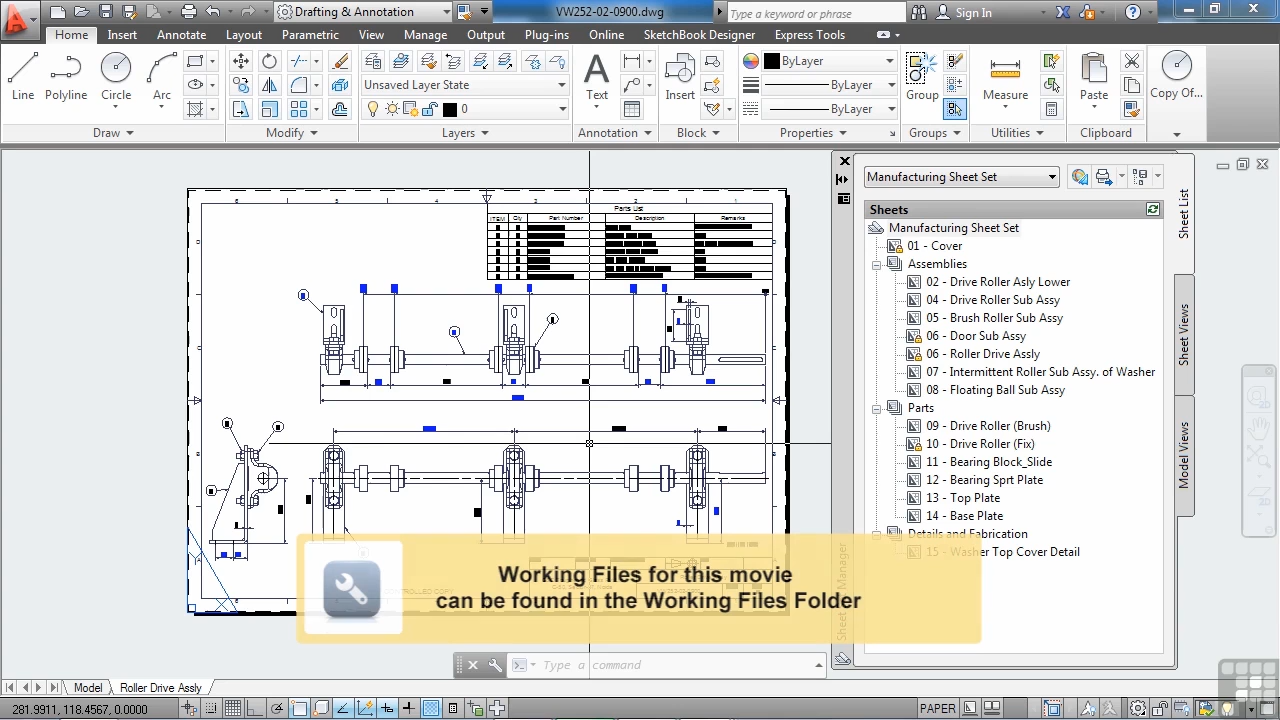 Drafting & Annotation
VW252-02-0900.dwg
Type a keyword or phrase
Sign In
Home Insert Annotate Layout Parametric View Manage Output Plug-ins Online SketchBook Designer Express Tools
Line Polyline Circle Arc
Draw
Modify
Unsaved Layer State
0
Layers
Text
Annotation
Insert
Block
ByLayer
ByLayer
ByLayer
Properties
Group
Groups
Measure
Utilities
Paste
Clipboard
Copy Of...
Parts List
ITEM Qty Part Number Description Remarks
Manufacturing Sheet Set
Sheets
Manufacturing Sheet Set
01 - Cover
Assemblies
02 - Drive Roller Asly Lower
04 - Drive Roller Sub Assy
05 - Brush Roller Sub Assy
06 - Door Sub Assy
06 - Roller Drive Assly
07 - Intermittent Roller Sub Assy. of Washer
08 - Floating Ball Sub Assy
Parts
09 - Drive Roller (Brush)
10 - Drive Roller (Fix)
11 - Bearing Block_Slide
12 - Bearing Sprt Plate
13 - Top Plate
14 - Base Plate
Details and Fabrication
15 - Washer Top Cover Detail
Sheet List
Sheet Views
Model Views
Sheet Set Manager
Working Files for this movie
can be found in the Working Files Folder
Type a command
Model Roller Drive Assly
281.9911, 118.4567, 0.0000
PAPER